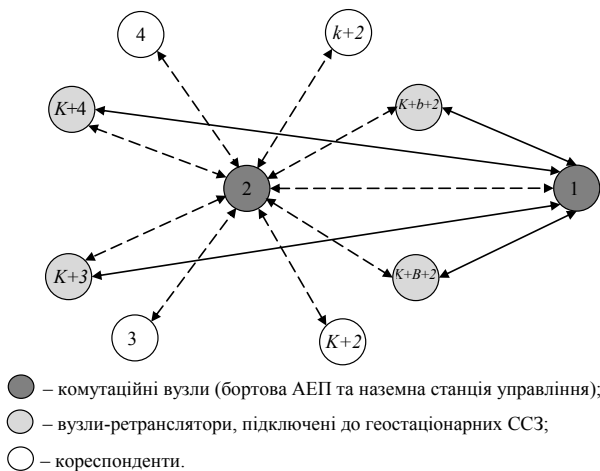 4
k+2
K+4
K+b+2
2
1
K+3
K+B+2
3
K+2
– комутаційні вузли (бортова АЕП та наземна станція управління);
– вузли-ретранслятори, підключені до геостаціонарних ССЗ;
– кореспонденти.